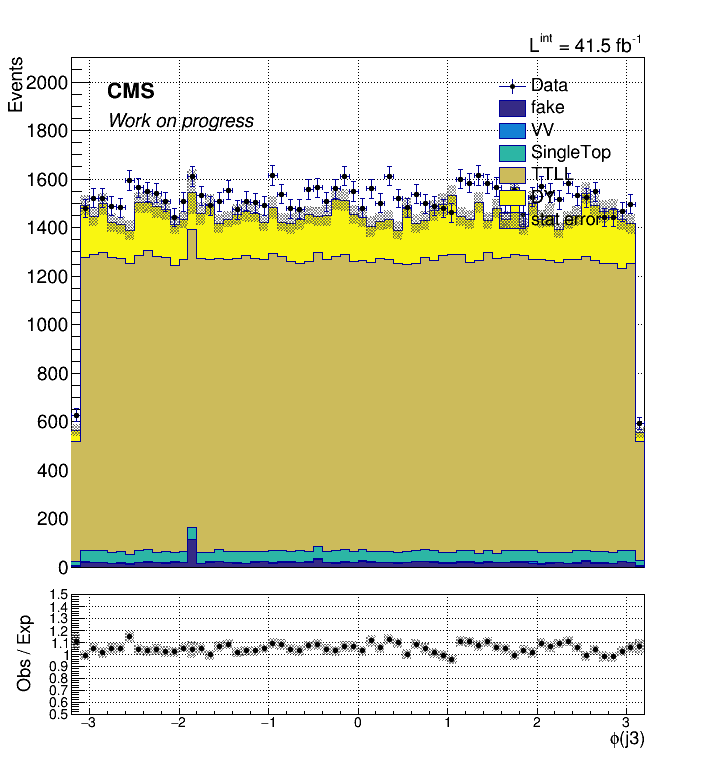 L^int = 41.5 fb^-1
Events
2000
1800
1600
1400
1200
1000
800
600
400
200
0
CMS
Work on progress
Data
fake
VV
SingleTop
TTLL
DY
stat error
Obs / Exp
1.5
1.4
1.3
1.2
1.1
1
0.9
0.8
0.7
0.6
0.5
−3 −2 −1 0 1 2 3
ϕ(j3)